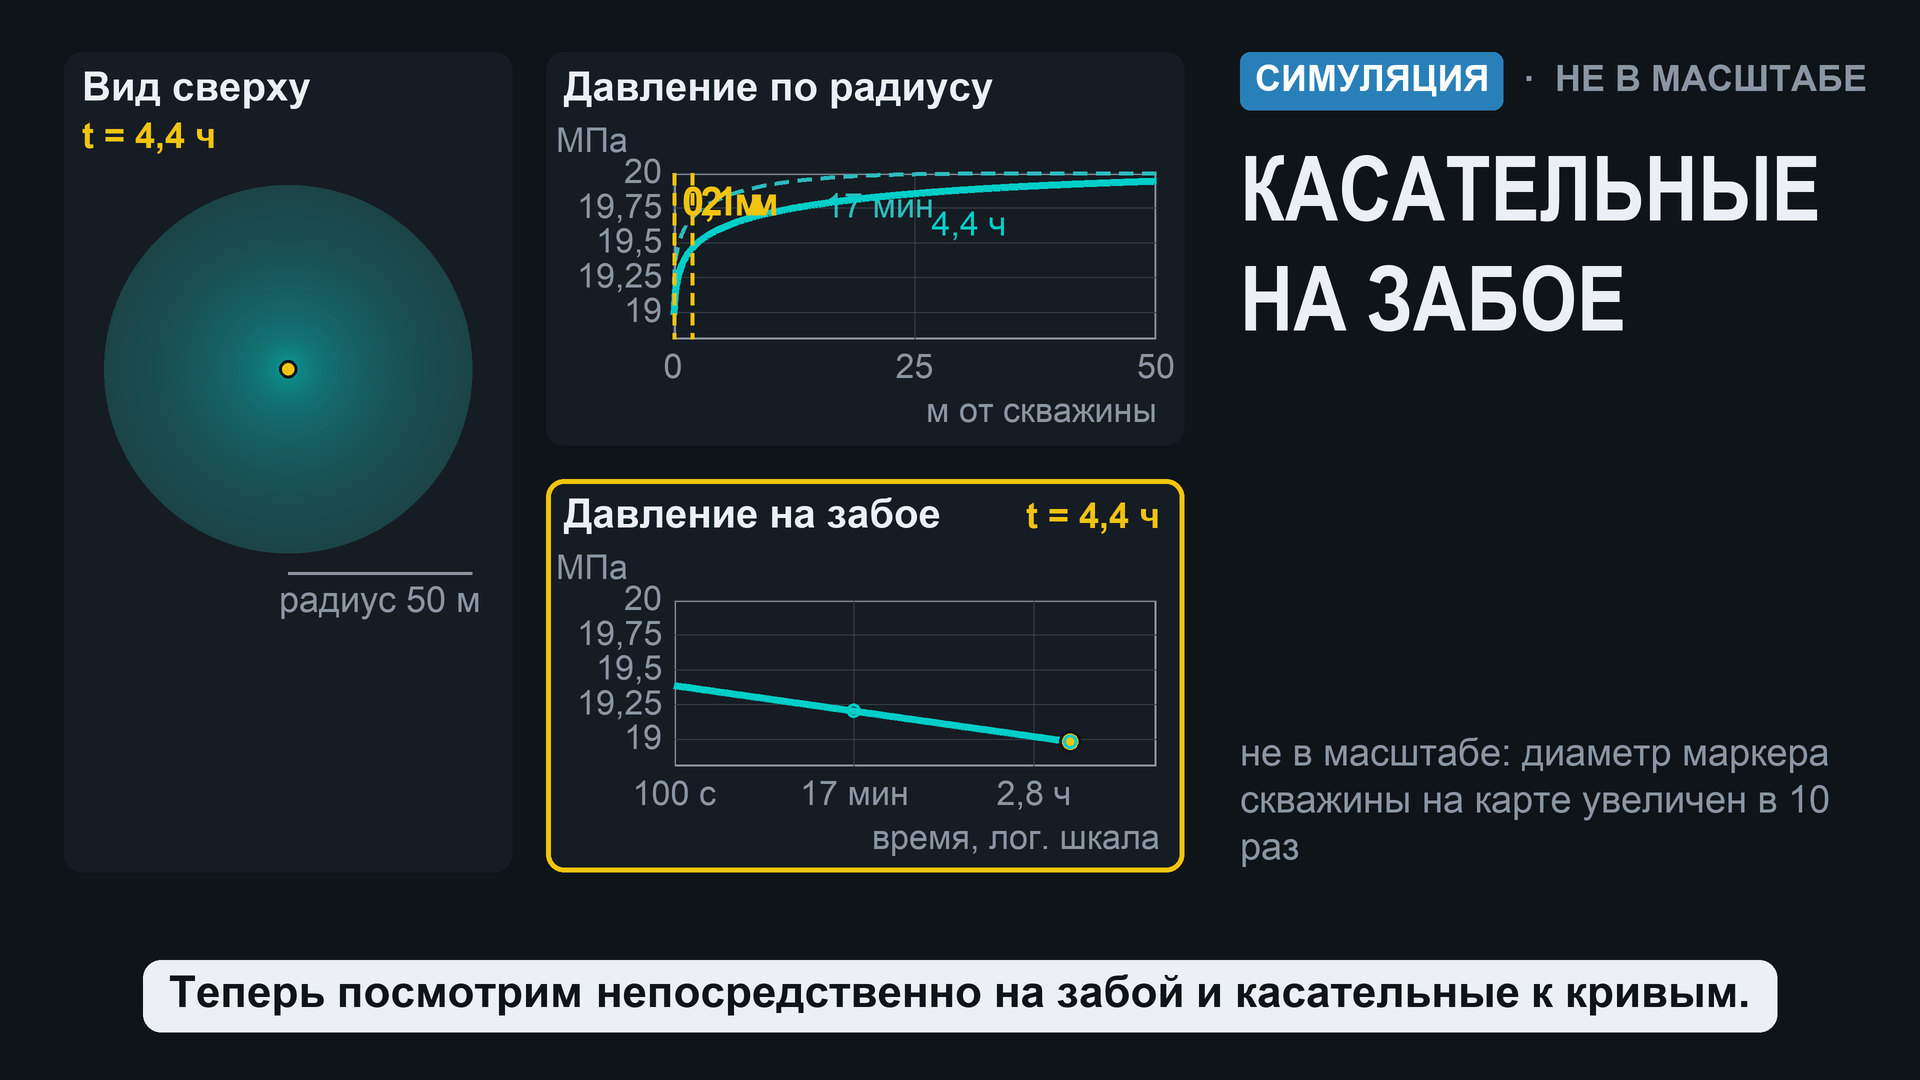 Вид сверху
t = 4,4 ч
радиус 50 м
Давление по радиусу
МПа
20
19,75
19,5
19,25
19
17 мин
4,4 ч
0
25
50
м от скважины
Давление на забое
t = 4,4 ч
МПа
20
19,75
19,5
19,25
19
100 с
17 мин
2,8 ч
время, лог. шкала
СИМУЛЯЦИЯ · НЕ В МАСШТАБЕ
КАСАТЕЛЬНЫЕ
НА ЗАБОЕ
не в масштабе: диаметр маркера
скважины на карте увеличен в 10
раз
Теперь посмотрим непосредственно на забой и касательные к кривым.